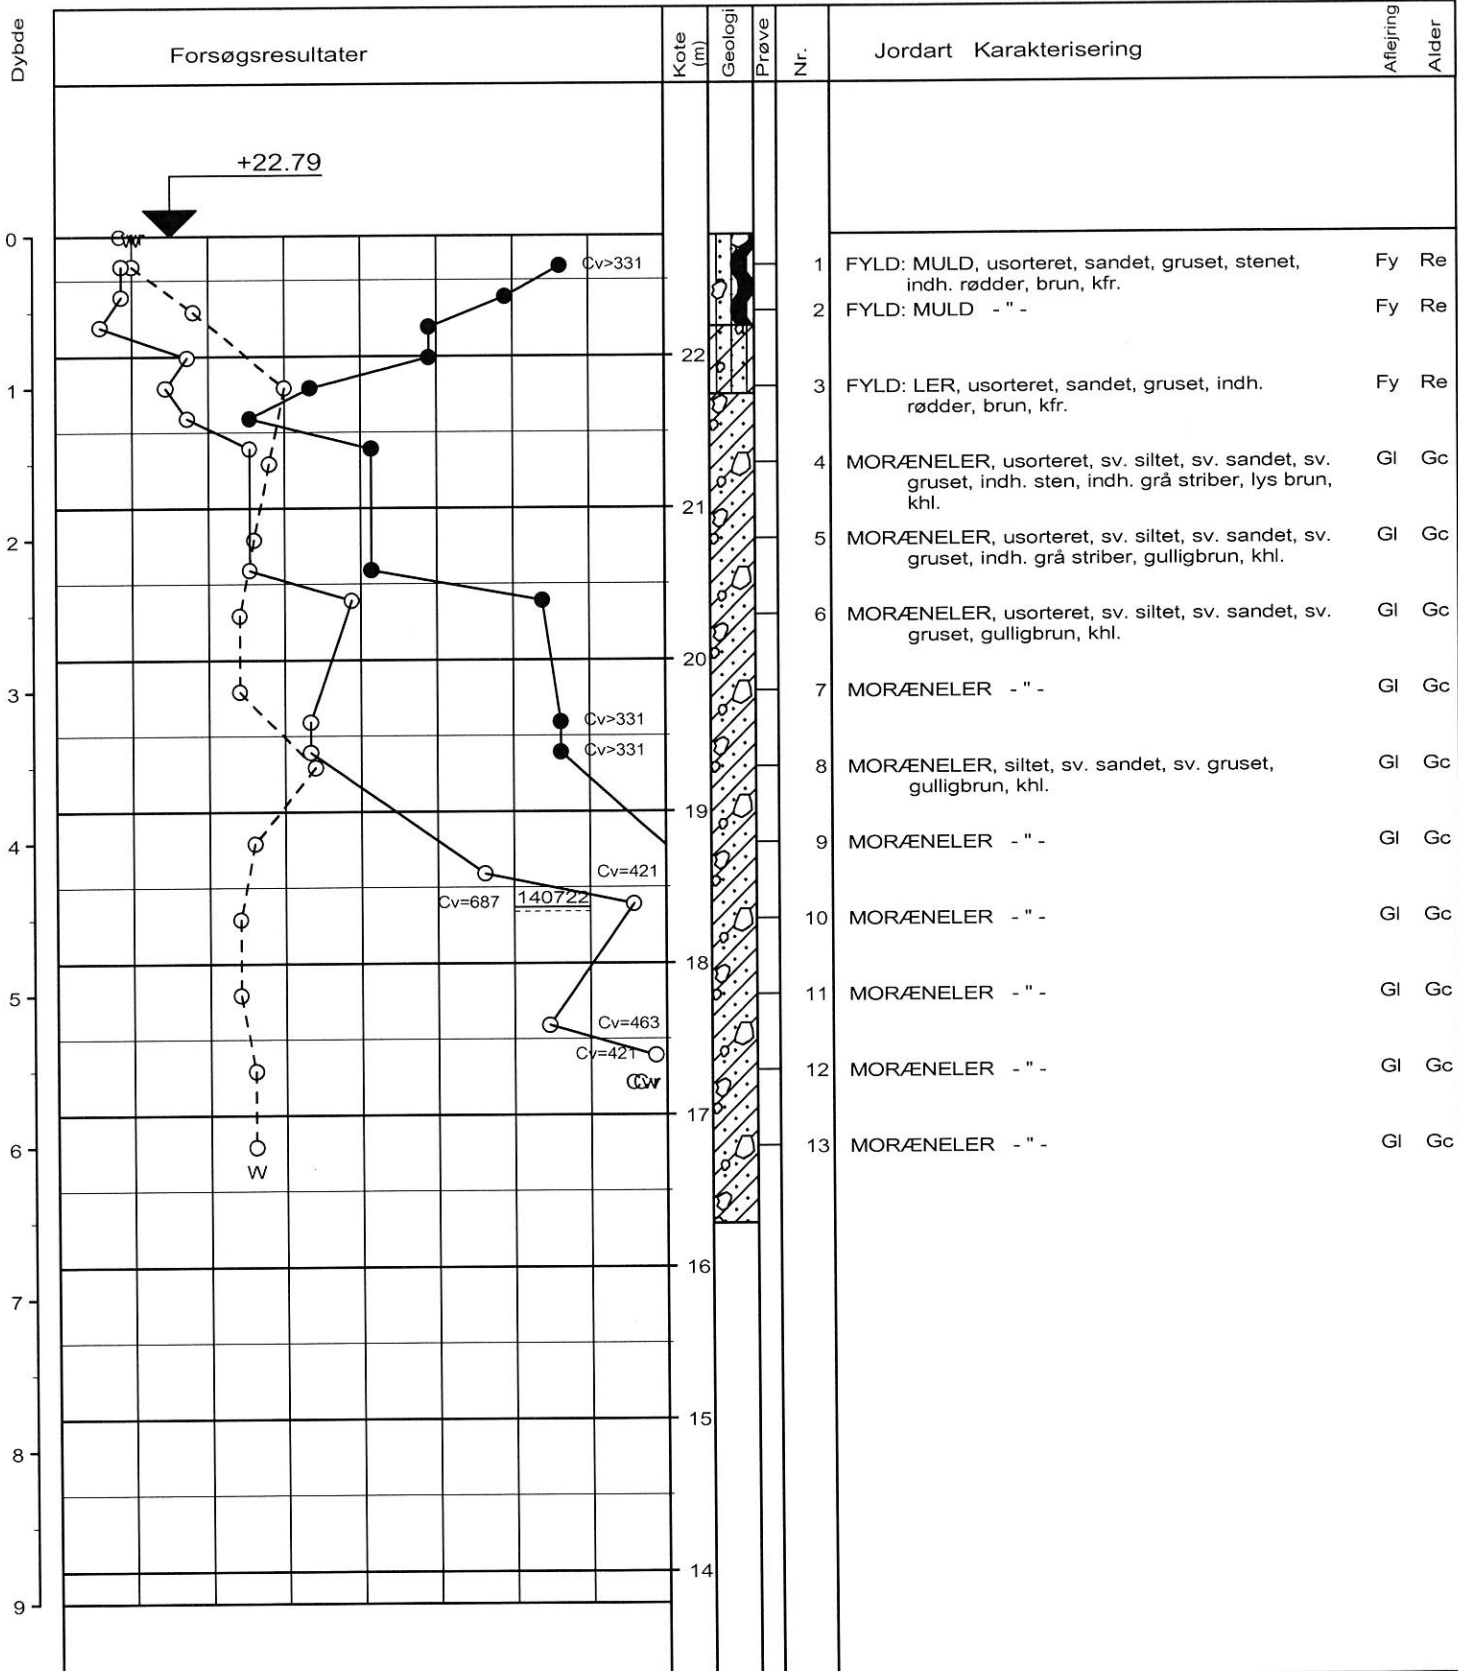 Dybde
Forsøgsresultater
Kote (m)
Geologi
Prøve
Nr.
Jordart Karakterisering
Aflejring
Alder
+22.79
0
1
2
3
4
5
6
7
8
9
Cv>331
Cv>331
Cv>331
Cv=421
Cv=687
140722
Cv=463
Cv=421
W
22
21
20
19
18
17
16
15
14
1 FYLD: MULD, usorteret, sandet, gruset, stenet, Fy Re
indh. rødder, brun, kfr.
2 FYLD: MULD - " - Fy Re
3 FYLD: LER, usorteret, sandet, gruset, indh. Fy Re
rødder, brun, kfr.
4 MORÆNELER, usorteret, sv. siltet, sv. sandet, sv. Gl Gc
gruset, indh. sten, indh. grå striber, lys brun,
khl.
5 MORÆNELER, usorteret, sv. siltet, sv. sandet, sv. Gl Gc
gruset, indh. grå striber, gulligbrun, khl.
6 MORÆNELER, usorteret, sv. siltet, sv. sandet, sv. Gl Gc
gruset, gulligbrun, khl.
7 MORÆNELER - " - Gl Gc
8 MORÆNELER, siltet, sv. sandet, sv. gruset, Gl Gc
gulligbrun, khl.
9 MORÆNELER - " - Gl Gc
10 MORÆNELER - " - Gl Gc
11 MORÆNELER - " - Gl Gc
12 MORÆNELER - " - Gl Gc
13 MORÆNELER - " - Gl Gc